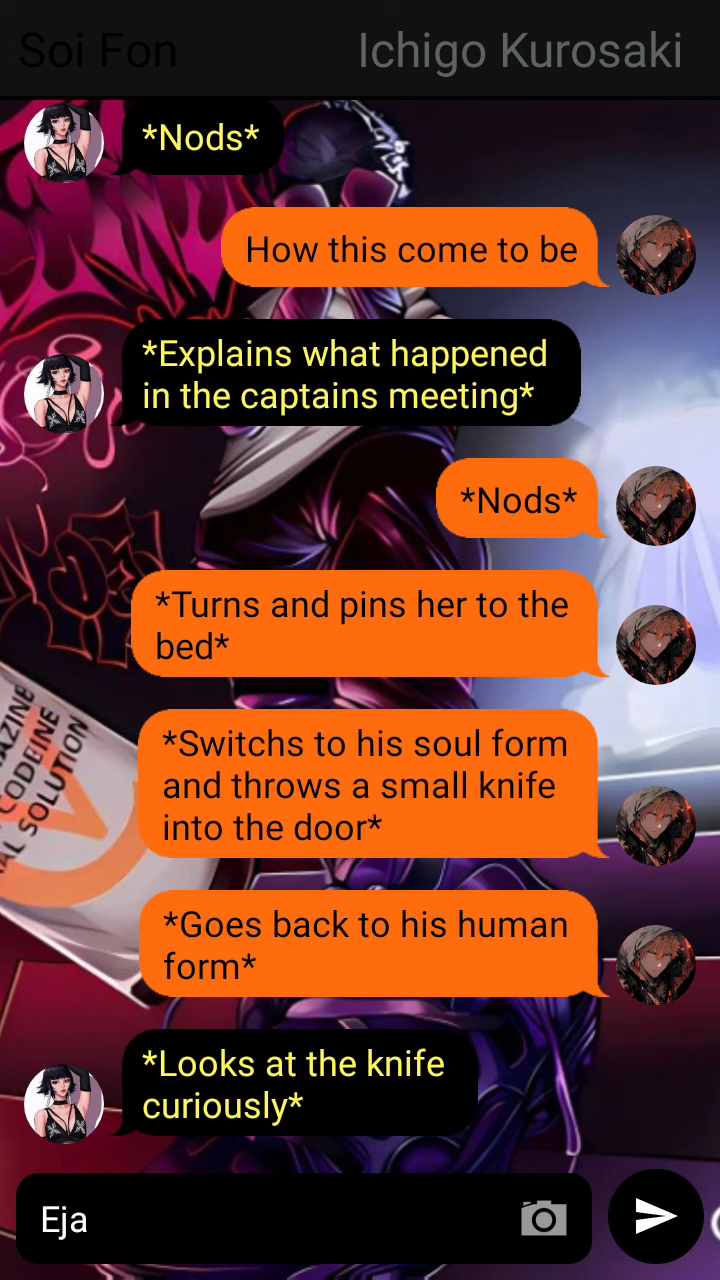 Soi Fon
Ichigo Kurosaki
*Nods*
How this come to be
*Explains what happened
in the captains meeting*
*Nods*
*Turns and pins her to the
bed*
*Switchs to his soul form
and throws a small knife
into the door*
*Goes back to his human
form*
AZINE
CODEINE
AL SOLUTION
*Looks at the knife
curiously*
Eja